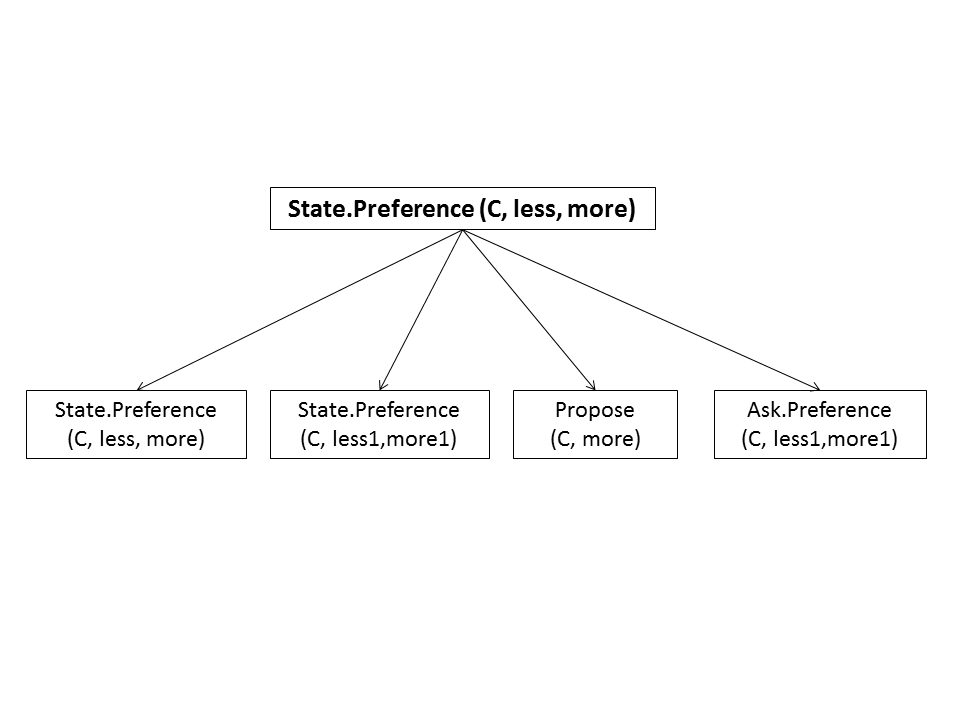 State.Preference (C, less, more)
State.Preference
(C, less, more)
State.Preference
(C, less1,more1)
Propose
(C, more)
Ask.Preference
(C, less1,more1)